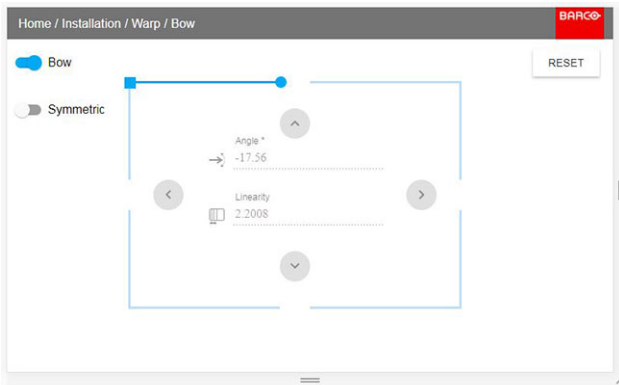 Home / Installation / Warp / Bow
BARCO
Bow
RESET
Symmetric
Angle °
-17.56
Linearity
2.2008